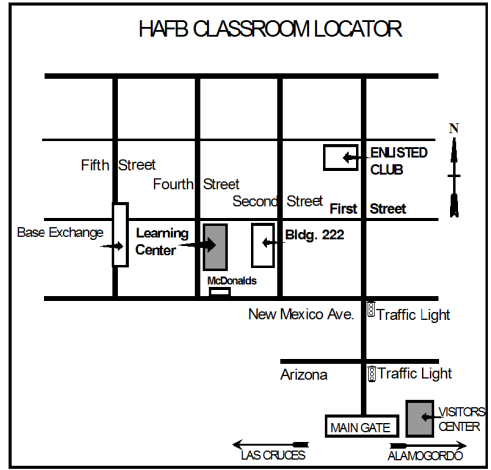 HAFB CLASSROOM LOCATOR
N
ENLISTED
CLUB
Fifth Street
Fourth Street
Second Street
First Street
Base Exchange
Learning
Center
Bldg. 222
McDonalds
New Mexico Ave.
Traffic Light
Arizona
Traffic Light
MAIN GATE
VISITORS
CENTER
LAS CRUCES
ALAMOGORDO